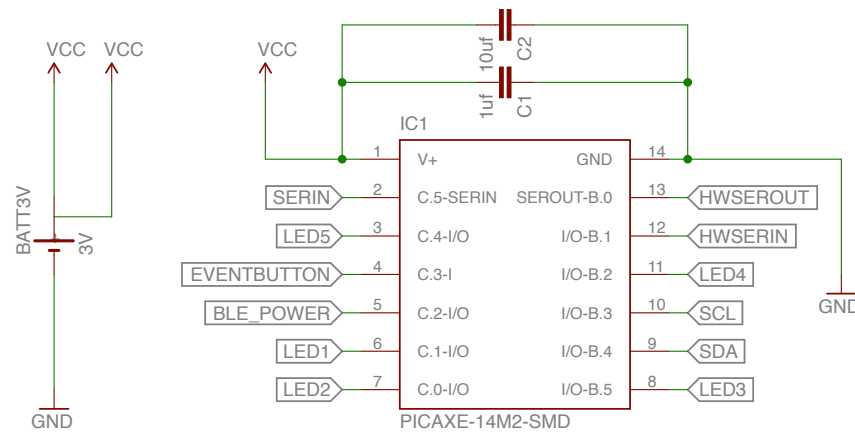 VCC
VCC
BATT3V
3V
GND
VCC
10uf
C2
1uf
C1
IC1
1
V+
GND
14
SERIN
2
C.5-SERIN
SEROUT-B.0
13
HWSEROUT
LED5
3
C.4-I/O
I/O-B.1
12
HWSERIN
EVENTBUTTON
4
C.3-I
I/O-B.2
11
LED4
BLE_POWER
5
C.2-I/O
I/O-B.3
10
SCL
LED1
6
C.1-I/O
I/O-B.4
9
SDA
LED2
7
C.0-I/O
I/O-B.5
8
LED3
PICAXE-14M2-SMD
GND